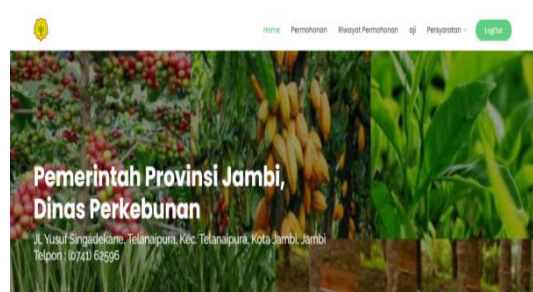 Home Permohonan Riwayat Permohonan aji Persyaratan LogOut
Pemerintah Provinsi Jambi,
Dinas Perkebunan
Jl. Yusuf Singadekane, Telanaipura, Kec. Telanaipura, Kota Jambi, Jambi
Telpon : (0741) 62596